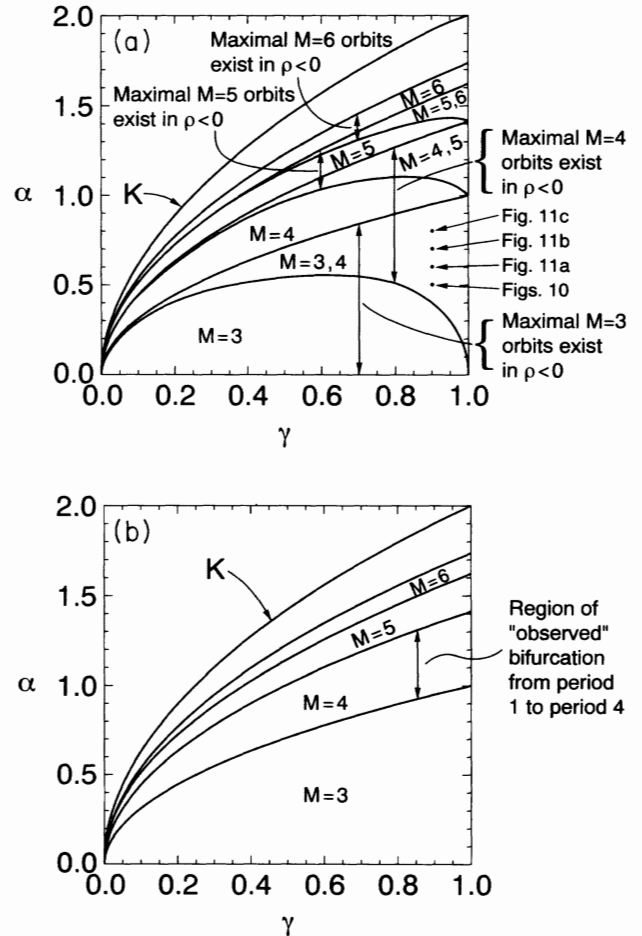 (a)
Maximal M=6 orbits
exist in ρ<0
Maximal M=5 orbits
exist in ρ<0
K
M=6
M=5,6
M=5
M=4,5
M=4
M=3,4
M=3
Maximal M=4
orbits exist
in ρ<0
Fig. 11c
Fig. 11b
Fig. 11a
Figs. 10
Maximal M=3
orbits exist
in ρ<0
2.0
1.5
1.0
0.5
0.0
α
0.0 0.2 0.4 0.6 0.8 1.0
γ
(b)
K
M=6
M=5
M=4
M=3
Region of
"observed"
bifurcation
from period
1 to period 4
2.0
1.5
1.0
0.5
0.0
α
0.0 0.2 0.4 0.6 0.8 1.0
γ